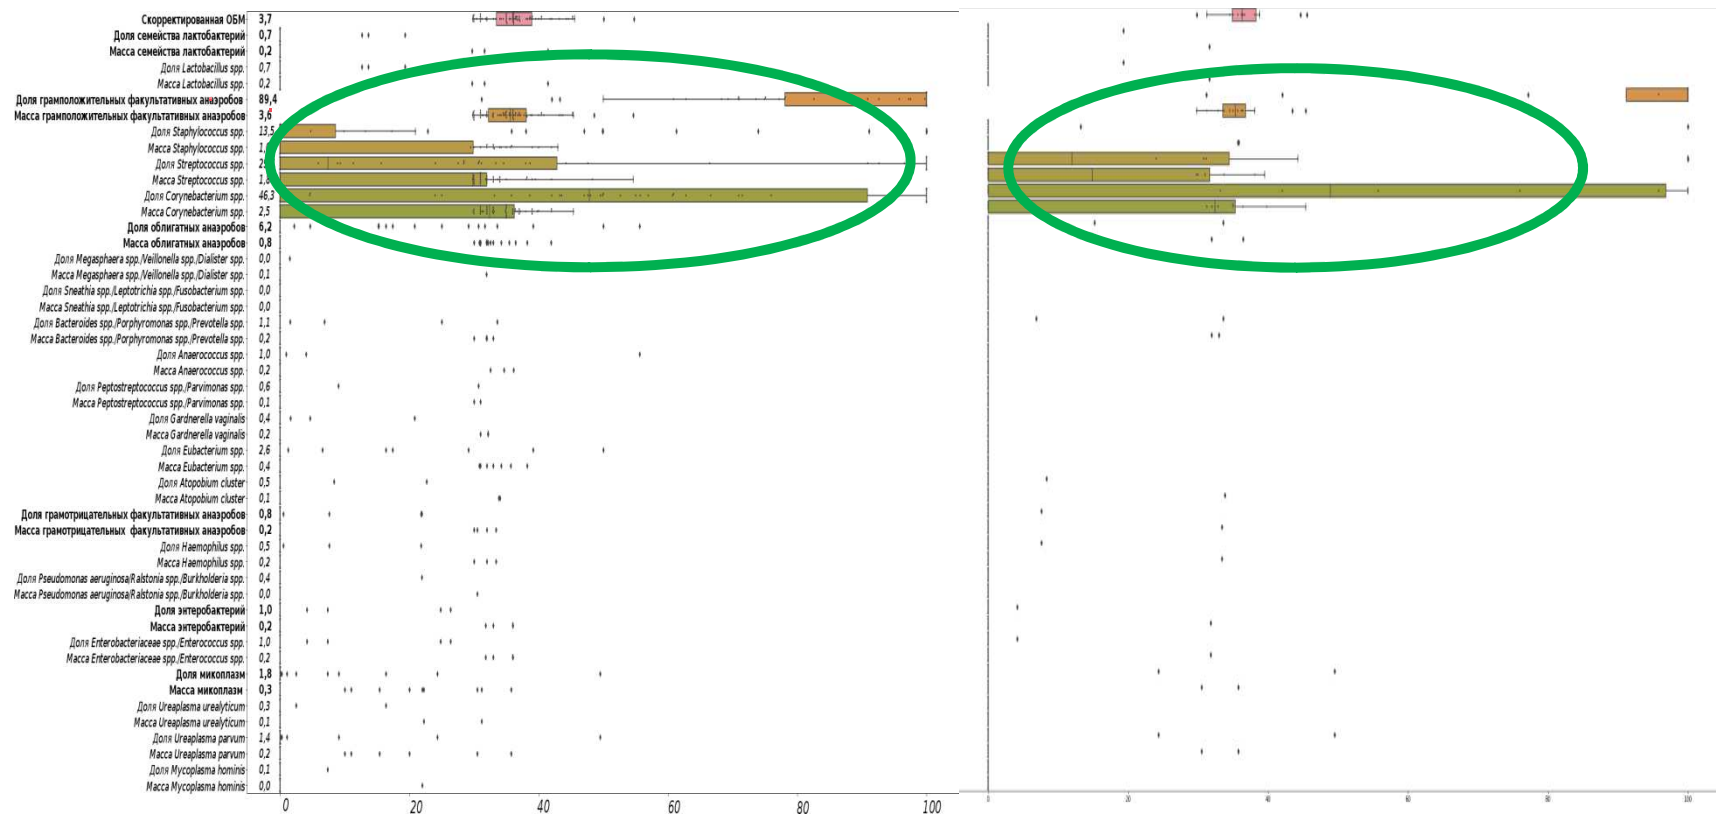 Скорректированная ОБМ 3,7
Доля семейства лактобактерий 0,7
Масса семейства лактобактерий 0,2
Доля Lactobacillus spp. 0,7
Масса Lactobacillus spp. 0,2
Доля грамположительных факультативных анаэробов 89,4
Масса грамположительных факультативных анаэробов 3,6
Доля Staphylococcus spp. 13,5
Масса Staphylococcus spp. 1,
Доля Streptococcus spp.
Масса Streptococcus spp. 1,8
Доля Corynebacterium spp. 46,3
Масса Corynebacterium spp. 2,5
Доля облигатных анаэробов 6,2
Масса облигатных анаэробов 0,8
Доля Megasphaera spp./Veillonella spp./Dialister spp. 0,0
Масса Megasphaera spp./Veillonella spp./Dialister spp. 0,1
Доля Sneathia spp./Leptotrichia spp./Fusobacterium spp. 0,0
Масса Sneathia spp./Leptotrichia spp./Fusobacterium spp. 0,0
Доля Bacteroides spp./Porphyromonas spp./Prevotella spp. 1,1
Масса Bacteroides spp./Porphyromonas spp./Prevotella spp. 0,2
Доля Anaerococcus spp. 1,0
Масса Anaerococcus spp. 0,2
Доля Peptostreptococcus spp./Parvimonas spp. 0,6
Масса Peptostreptococcus spp./Parvimonas spp. 0,1
Доля Gardnerella vaginalis 0,4
Масса Gardnerella vaginalis 0,2
Доля Eubacterium spp. 2,6
Масса Eubacterium spp. 0,4
Доля Atopobium cluster 0,5
Масса Atopobium cluster 0,1
Доля грамотрицательных факультативных анаэробов 0,8
Масса грамотрицательных факультативных анаэробов 0,2
Доля Haemophilus spp. 0,5
Масса Haemophilus spp. 0,2
Доля Pseudomonas aeruginosa/Ralstonia spp./Burkholderia spp. 0,4
Масса Pseudomonas aeruginosa/Ralstonia spp./Burkholderia spp. 0,0
Доля энтеробактерий 1,0
Масса энтеробактерий 0,2
Доля Enterobacteriaceae spp./Enterococcus spp. 1,0
Масса Enterobacteriaceae spp./Enterococcus spp. 0,2
Доля микоплазм 1,8
Масса микоплазм 0,3
Доля Ureaplasma urealyticum 0,3
Масса Ureaplasma urealyticum 0,1
Доля Ureaplasma parvum 1,4
Масса Ureaplasma parvum 0,2
Доля Mycoplasma hominis 0,1
Масса Mycoplasma hominis 0,0
0 20 40 60 80 100
0 20 40 60 80 100